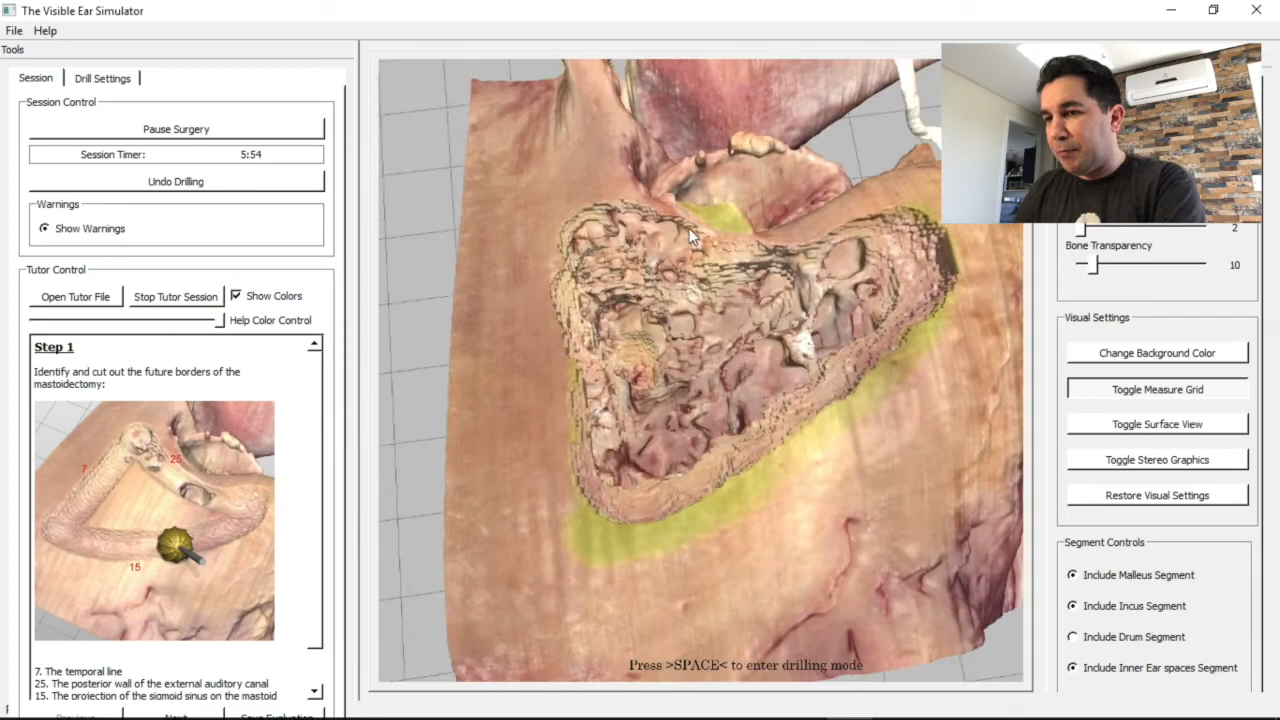 The Visible Ear Simulator
File Help
Tools
Session
Drill Settings
Session Control
Pause Surgery
Session Timer: 5:54
Undo Drilling
Warnings
Show Warnings
Tutor Control
Open Tutor File
Stop Tutor Session
Show Colors
Help Color Control
Step 1
Identify and cut out the future borders of the
mastoidectomy:
7
25
15
7. The temporal line
25. The posterior wall of the external auditory canal
15. The projection of the sigmoid sinus on the mastoid
Next
Save Evaluation
Press >SPACE< to enter drilling mode
2
Bone Transparency
10
Visual Settings
Change Background Color
Toggle Measure Grid
Toggle Surface View
Toggle Stereo Graphics
Restore Visual Settings
Segment Controls
Include Malleus Segment
Include Incus Segment
Include Drum Segment
Include Inner Ear spaces Segment